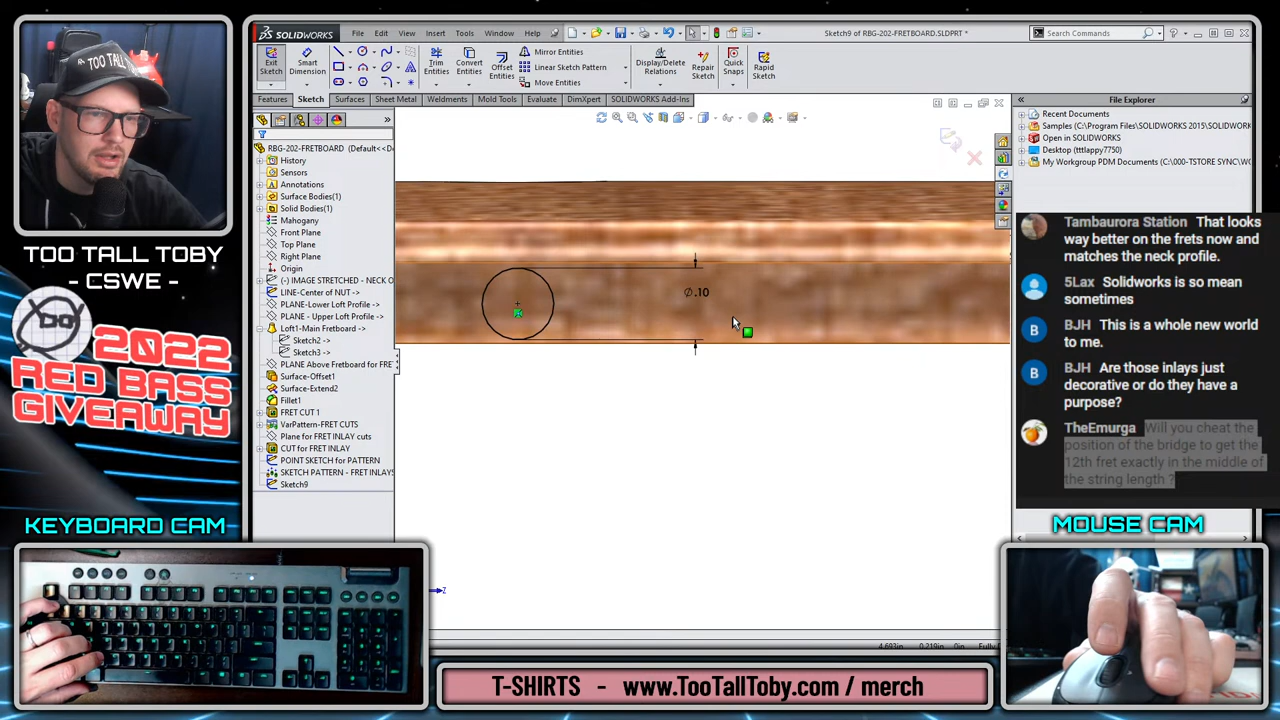 SOLIDWORKS
File Edit View Insert Tools Window Help
Sketch9 of RBG-202-FRETBOARD.SLDPRT *
Search Commands
Exit Sketch
Smart Dimension
Trim Entities
Convert Entities
Offset Entities
Mirror Entities
Linear Sketch Pattern
Move Entities
Display/Delete Relations
Repair Sketch
Quick Snaps
Rapid Sketch
Features Sketch Surfaces Sheet Metal Weldments Mold Tools Evaluate DimXpert SOLIDWORKS Add-Ins
RBG-202-FRETBOARD (Default<<De
History
Sensors
Annotations
Surface Bodies(1)
Solid Bodies(1)
Mahogany
Front Plane
Top Plane
Right Plane
Origin
(-) IMAGE STRETCHED - NECK O
LINE-Center of NUT ->
PLANE-Lower Loft Profile ->
PLANE - Upper Loft Profile ->
Loft1-Main Fretboard ->
Sketch2 ->
Sketch3 ->
PLANE Above Fretboard for FRE
Surface-Offset1
Surface-Extend2
Fillet1
FRET CUT 1
VarPattern-FRET CUTS
Plane for FRET INLAY cuts
CUT for FRET INLAY
POINT SKETCH for PATTERN
SKETCH PATTERN - FRET INLAYS
Sketch9
Ø.10
Z
4.693in 0.219in 0in Fully
File Explorer
Recent Documents
Samples (C:\Program Files\SOLIDWORKS 2015\SOLIDWOR
Open in SOLIDWORKS
Desktop (tttlappy7750)
My Workgroup PDM Documents (C:\000-TSTORE SYNC\W
TOO TALL TOBY
TOO TALL TOBY
- CSWE -
2022
RED BASS
GIVEAWAY
KEYBOARD CAM
Tambaurora Station That looks
way better on the frets now and
matches the neck profile.
5Lax Solidworks is so mean
sometimes
B
BJH This is a whole new world
to me.
B
BJH Are those inlays just
decorative or do they have a
purpose?
TheEmurga Will you cheat the
position of the bridge to get the
12th fret exactly in the middle of
the string length ?
MOUSE CAM
T-SHIRTS - www.TooTallToby.com / merch